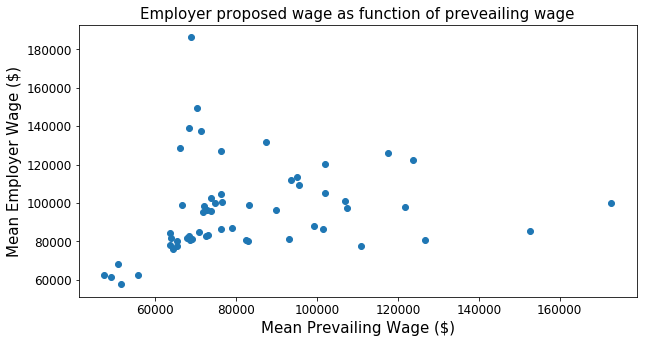 Employer proposed wage as function of preveailing wage
Mean Employer Wage ($)
180000
160000
140000
120000
100000
80000
60000
60000 80000 100000 120000 140000 160000
Mean Prevailing Wage ($)